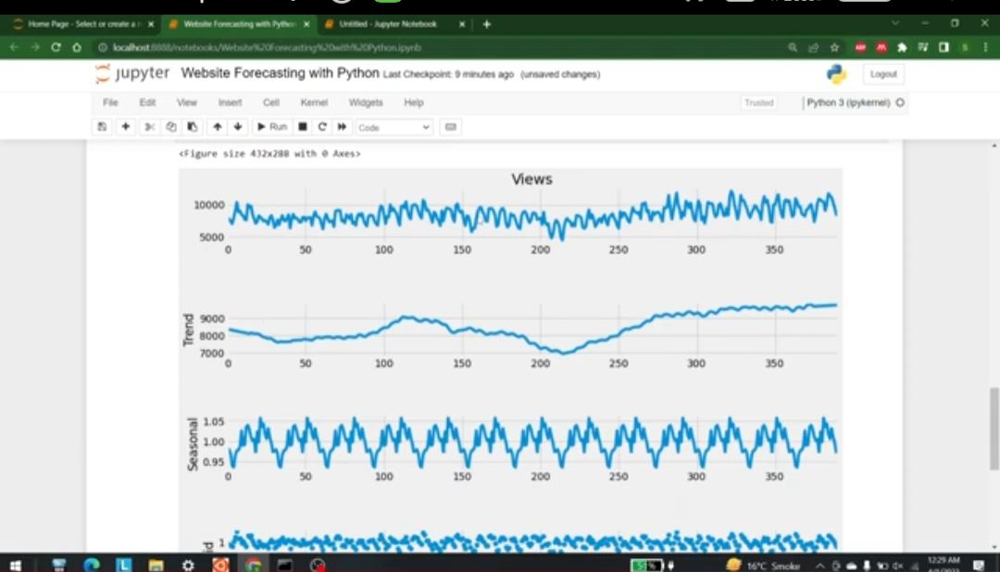 Home Page - Select or create a n
Website Forecasting with Python
Untitled - Jupyter Notebook
localhost:8888/notebooks/Website%20Forecasting%20with%20Python.ipynb
jupyter Website Forecasting with Python Last Checkpoint: 9 minutes ago (unsaved changes)
Logout
File Edit View Insert Cell Kernel Widgets Help
Trusted
Python 3 (ipykernel)
Run
Code
<Figure size 432x288 with 0 Axes>
Views
10000
5000
0 50 100 150 200 250 300 350
Trend
9000
8000
7000
0 50 100 150 200 250 300 350
Seasonal
1.05
1.00
0.95
0 50 100 150 200 250 300 350
1
16°C Smoke
12:29 AM